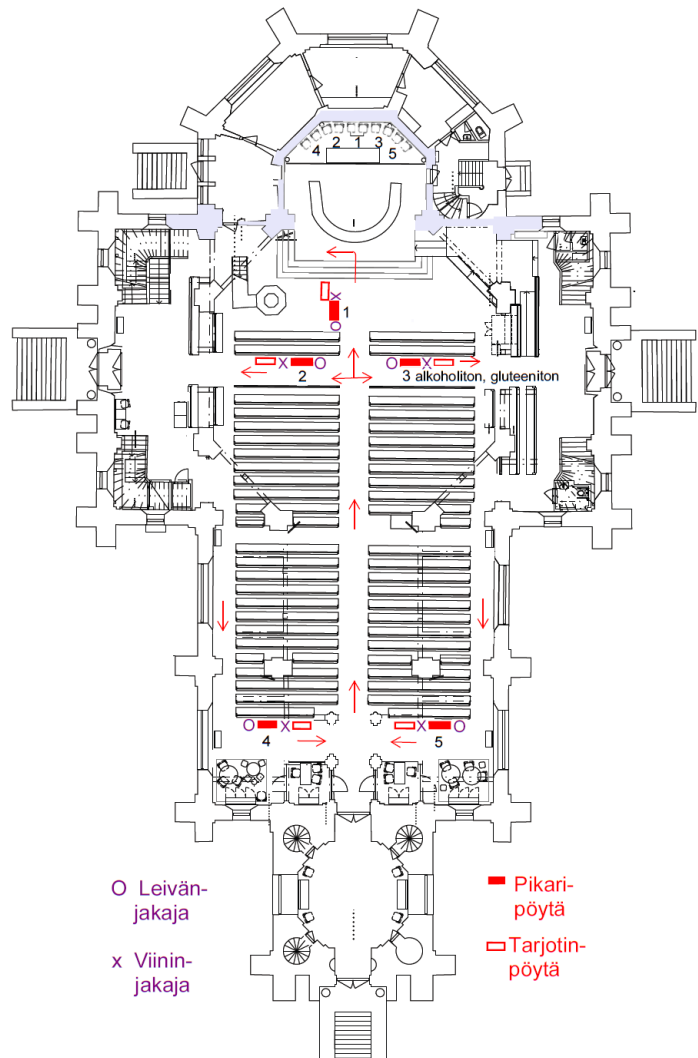 4 2 1 3 5
1
2
3 alkoholiton, gluteeniton
4
5
O Leivän-
jakaja
x Viinin-
jakaja
Pikari-
pöytä
Tarjotin-
pöytä